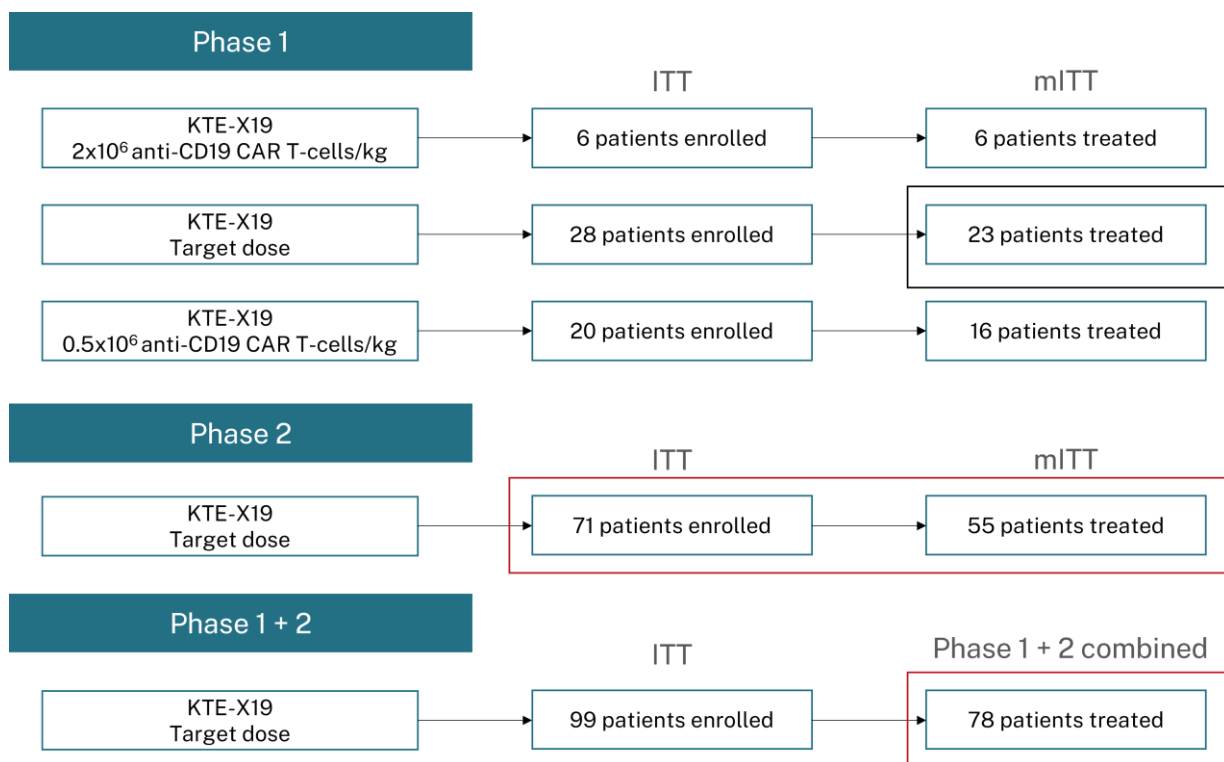 Phase 1
ITT
mITT
KTE-X19
2x10⁶ anti-CD19 CAR T-cells/kg
6 patients enrolled
6 patients treated
KTE-X19
Target dose
28 patients enrolled
23 patients treated
KTE-X19
0.5x10⁶ anti-CD19 CAR T-cells/kg
20 patients enrolled
16 patients treated
Phase 2
ITT
mITT
KTE-X19
Target dose
71 patients enrolled
55 patients treated
Phase 1 + 2
ITT
Phase 1 + 2 combined
KTE-X19
Target dose
99 patients enrolled
78 patients treated